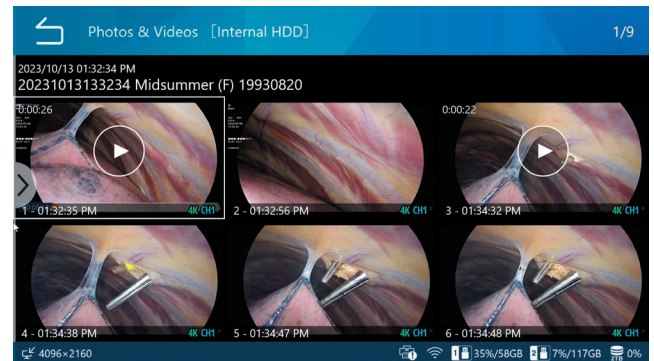 Photos & Videos [Internal HDD]
1/9
2023/10/13 01:32:34 PM
20231013133234 Midsummer (F) 19930820
0:00:26
0:00:22
1 - 01:32:35 PM
4K CH1
2 - 01:32:56 PM
4K CH1
3 - 01:34:32 PM
4K CH1
4 - 01:34:38 PM
4K CH1
5 - 01:34:47 PM
4K CH1
6 - 01:34:48 PM
4K CH1
4096×2160
1 35%/58GB
2 7%/117GB
2TB 0%